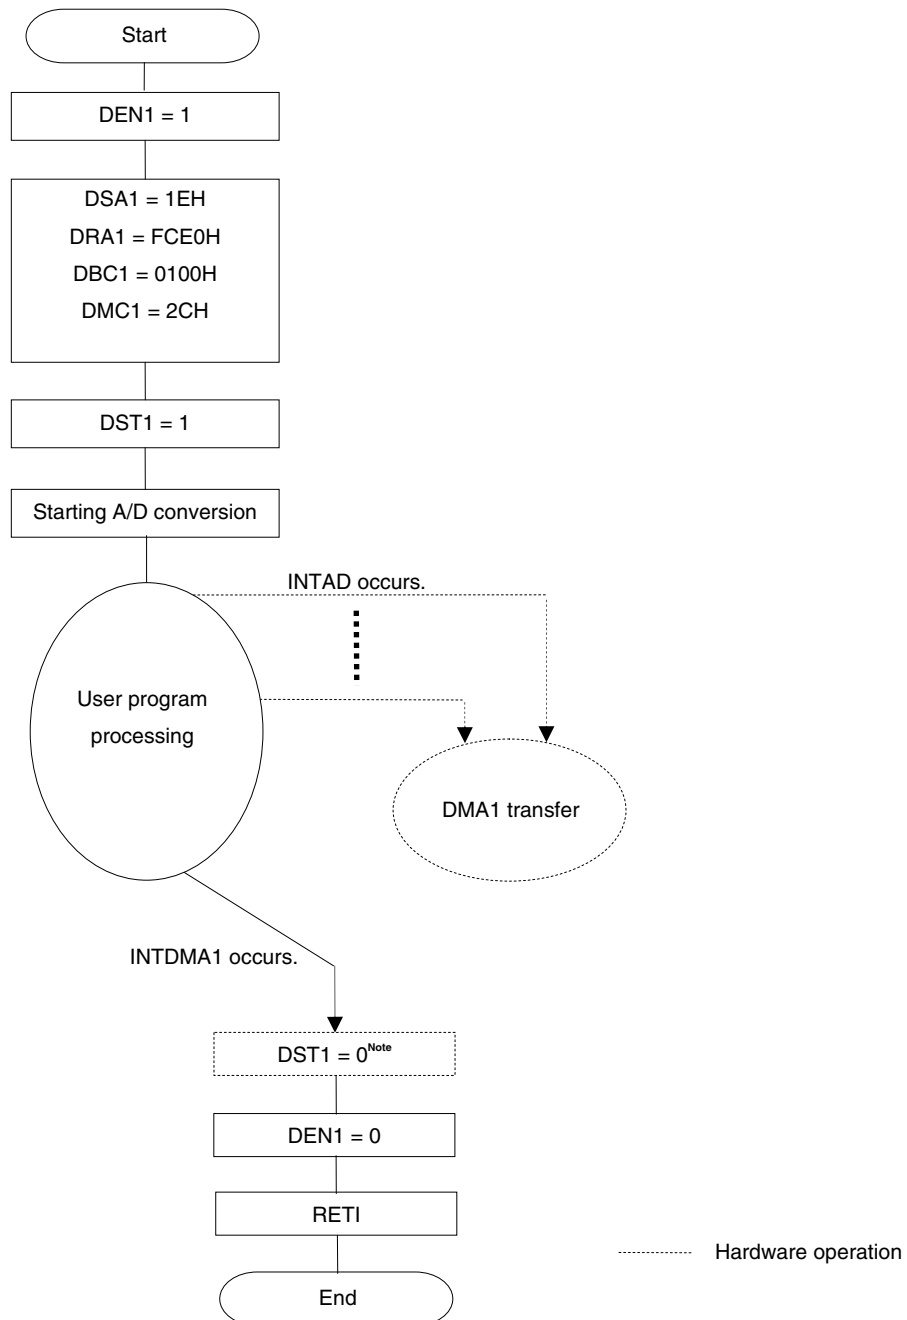 Start
DEN1 = 1
DSA1 = 1EH
DRA1 = FCE0H
DBC1 = 0100H
DMC1 = 2CH
DST1 = 1
Starting A/D conversion
INTAD occurs.
User program
processing
DMA1 transfer
INTDMA1 occurs.
DST1 = 0Note
DEN1 = 0
RETI
Hardware operation
End